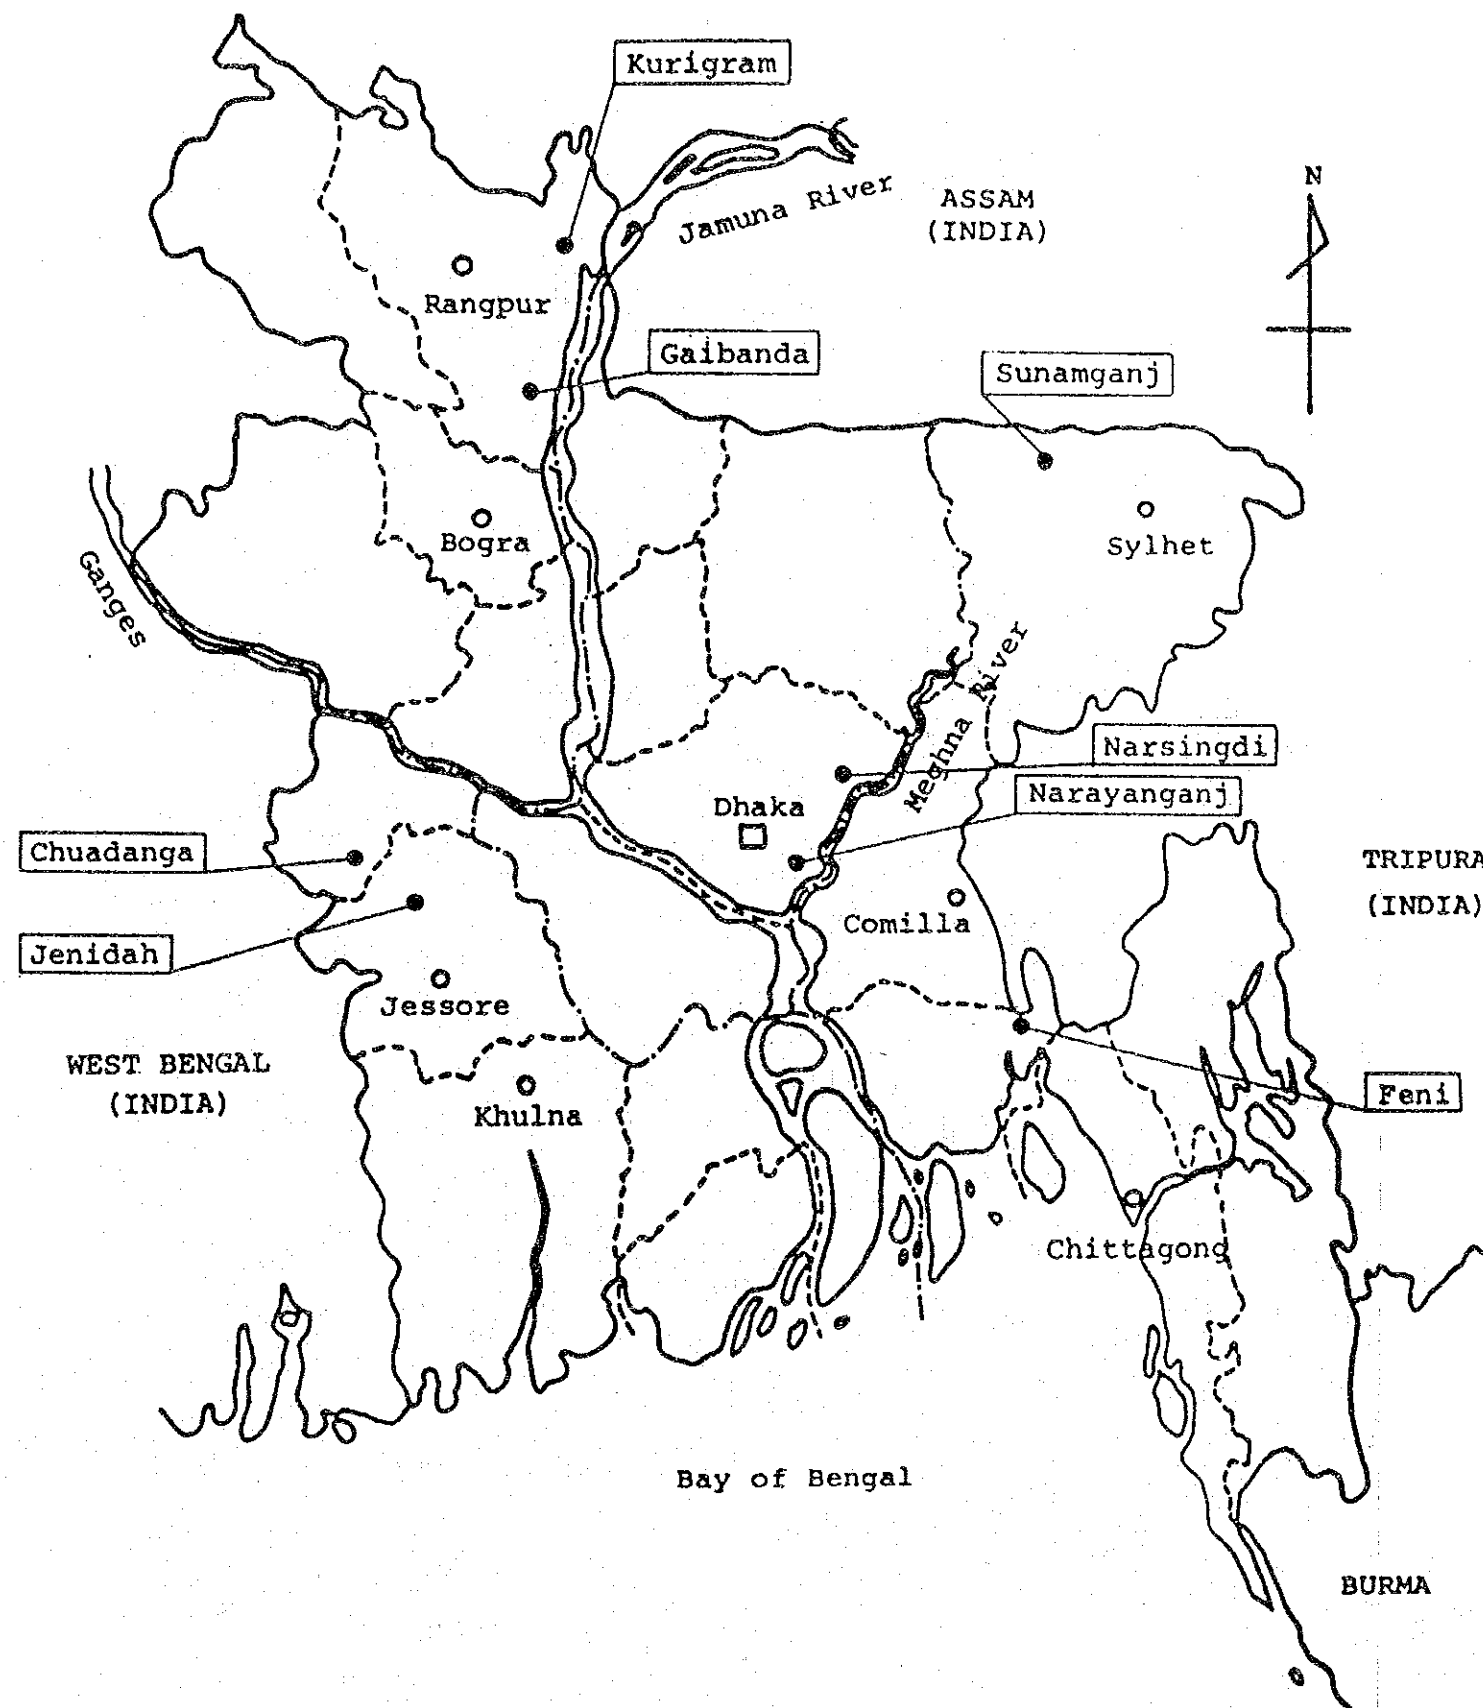 Kurigram
N
Jamuna River
ASSAM
(INDIA)
Rangpur
Gaibanda
Sunamganj
Bogra
Sylhet
Ganges
Meghna River
Narsingdi
Narayanganj
Dhaka
Chuadanga
TRIPURA
(INDIA)
Comilla
Jenidah
Jessore
WEST BENGAL
(INDIA)
Khulna
Feni
Chittagong
Bay of Bengal
BURMA